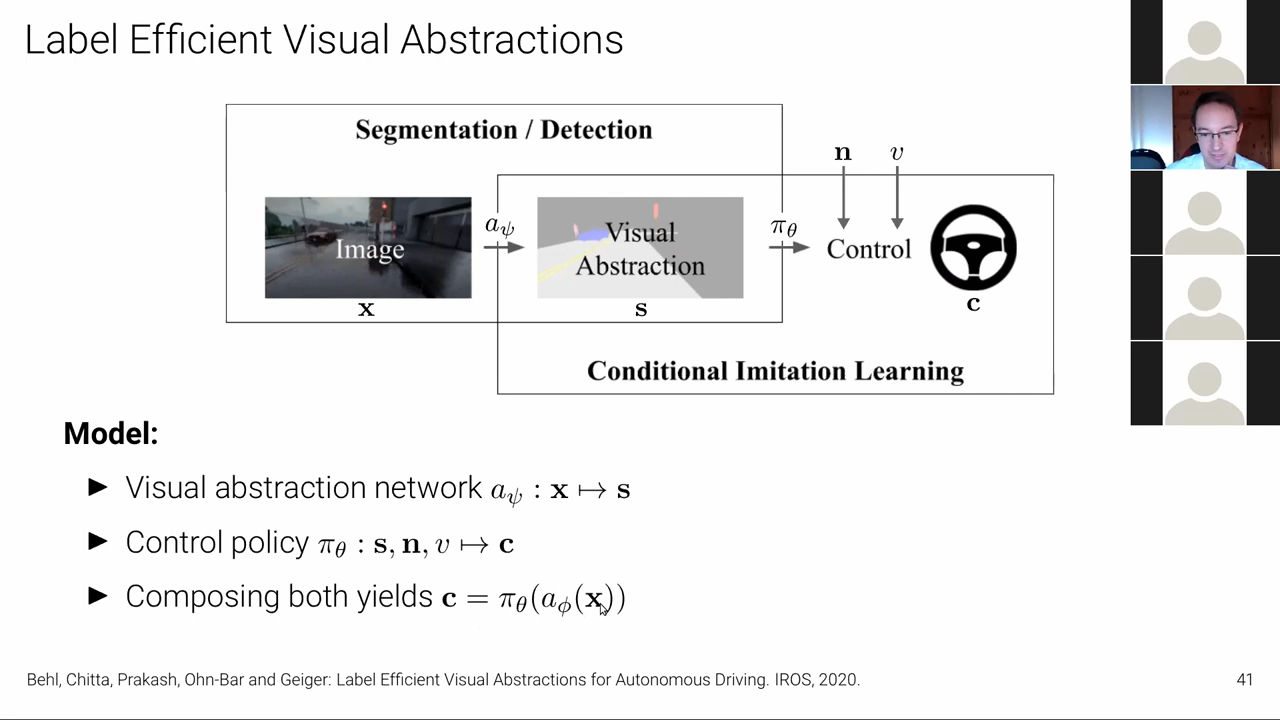 Label Efficient Visual Abstractions
Segmentation / Detection
n v
Image
x
a_ψ
Visual
Abstraction
s
π_θ
Control
c
Conditional Imitation Learning
Model:
► Visual abstraction network a_ψ : x ↦ s
► Control policy π_θ : s, n, v ↦ c
► Composing both yields c = π_θ(a_ϕ(x))
Behl, Chitta, Prakash, Ohn-Bar and Geiger: Label Efficient Visual Abstractions for Autonomous Driving. IROS, 2020.
41